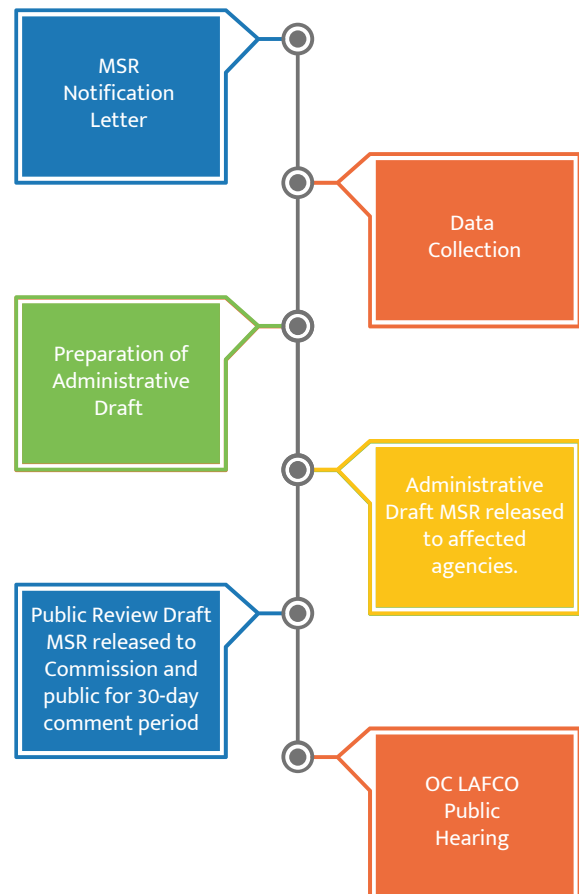 MSR
Notification
Letter
Data
Collection
Preparation of
Administrative
Draft
Administrative
Draft MSR released
to affected
agencies.
Public Review Draft
MSR released to
Commission and
public for 30-day
comment period
OC LAFCO
Public
Hearing